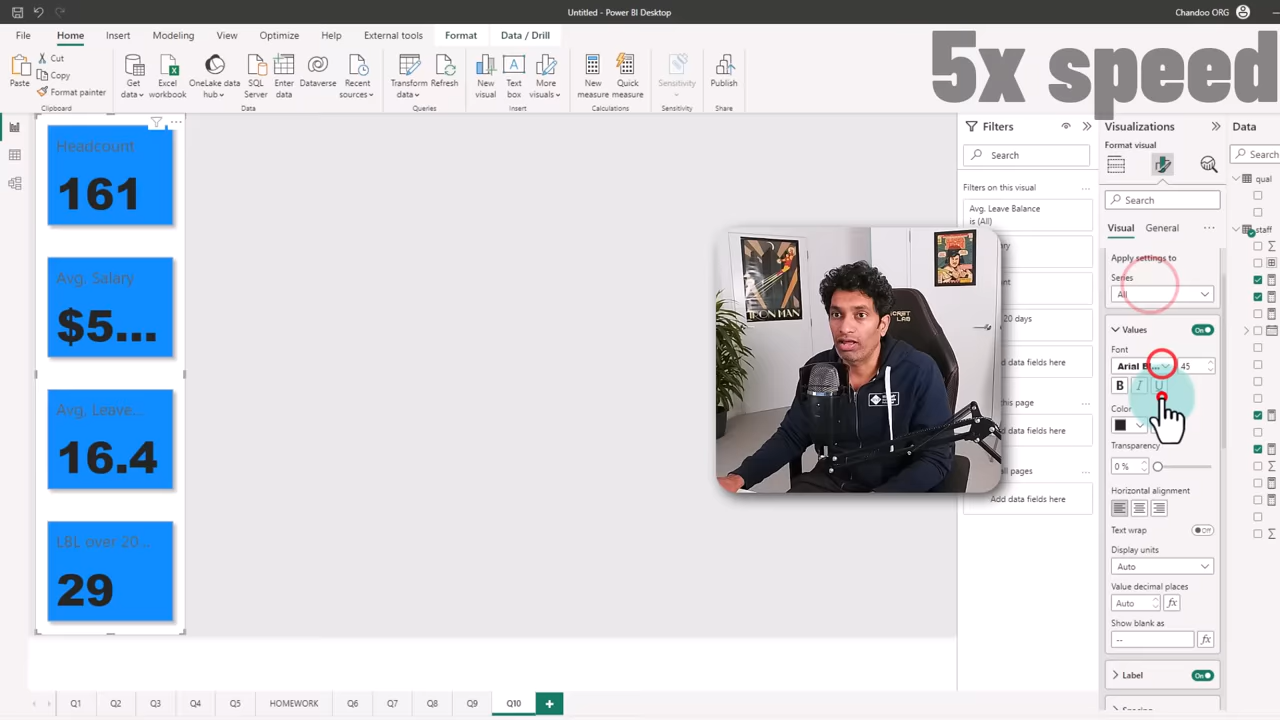 Untitled - Power BI Desktop
Chandoo ORG
File
Home
Insert
Modeling
View
Optimize
Help
External tools
Format
Data / Drill
5x speed
Paste
Cut
Copy
Format painter
Clipboard
Get data
Excel workbook
OneLake data hub
SQL Server
Enter data
Dataverse
Recent sources
Data
Transform data
Refresh
Queries
New visual
Text box
More visuals
Insert
New measure
Quick measure
Calculations
Sensitivity
Sensitivity
Publish
Share
Headcount
161
Avg. Salary
$5...
Avg. Leave...
16.4
LBL over 20...
29
Filters
Search
Filters on this visual
Avg. Leave Balance
is (All)
20 days
Add data fields here
this page
Add data fields here
pages
Add data fields here
Visualizations
Format visual
Search
Visual
General
Apply settings to
Series
All
Values
On
Font
Arial Bl...
45
B
I
U
Color
Transparency
0 %
Horizontal alignment
Text wrap
Off
Display units
Auto
Value decimal places
Auto
fx
Show blank as
--
fx
Label
On
Data
Search
qual
staff
IRON MAN
Q1
Q2
Q3
Q4
Q5
HOMEWORK
Q6
Q7
Q8
Q9
Q10